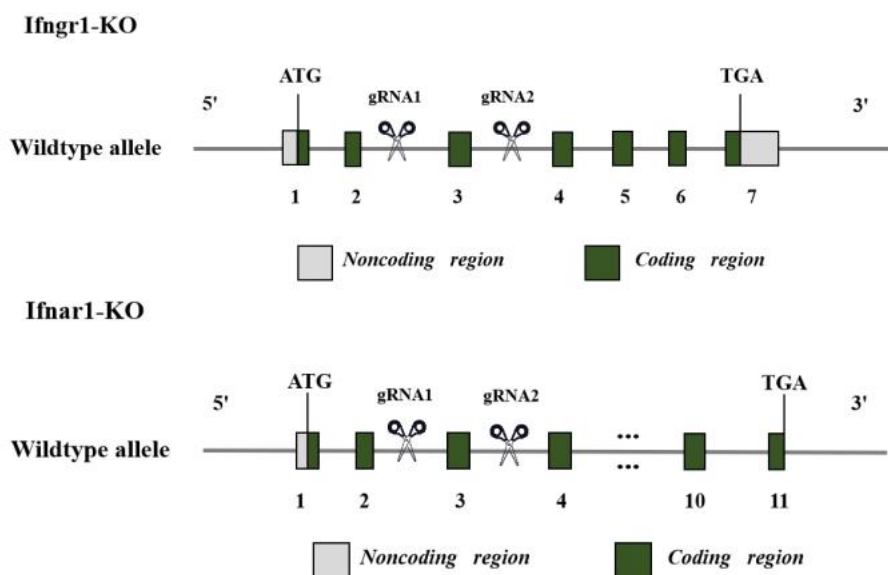 Ifngr1-KO
ATG
TGA
5'
gRNA1
gRNA2
3'
Wildtype allele
1 2 3 4 5 6 7
Noncoding region
Coding region
Ifnar1-KO
ATG
TGA
5'
gRNA1
gRNA2
3'
Wildtype allele
...
...
1 2 3 4 10 11
Noncoding region
Coding region